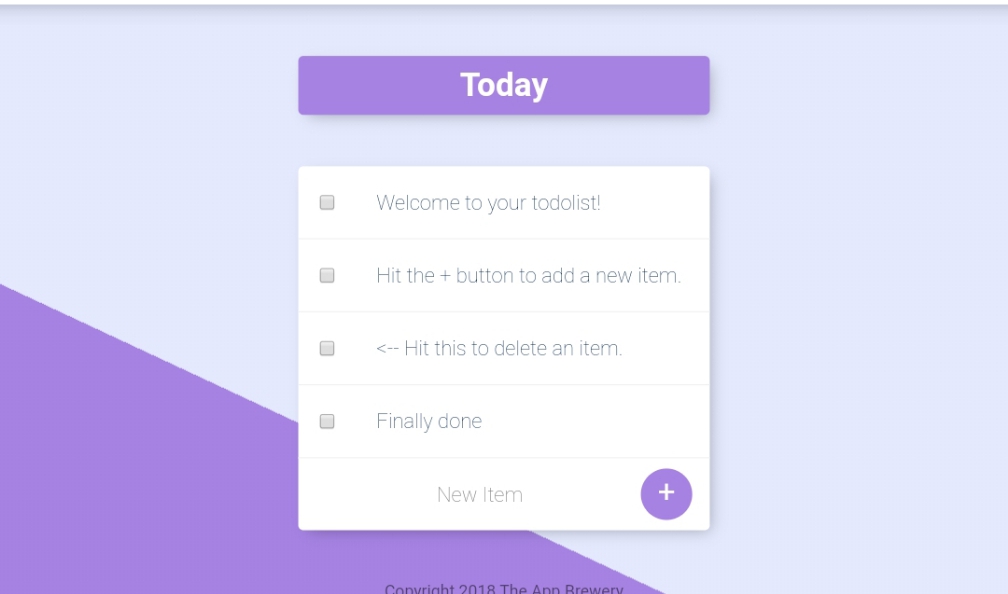 Today
Welcome to your todolist!
Hit the + button to add a new item.
<-- Hit this to delete an item.
Finally done
New Item
+
Copyright 2018 The App Brewery